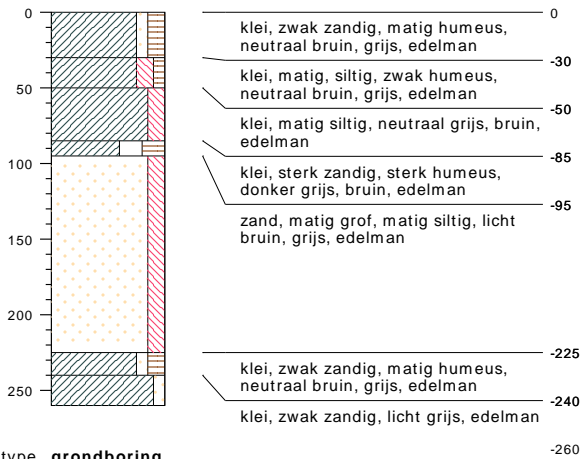 0
0
klei, zwak zandig, matig humeus,
neutraal bruin, grijs, edelman
-30
klei, matig, siltig, zwak humeus,
neutraal bruin, grijs, edelman
50
-50
klei, matig siltig, neutraal grijs, bruin,
edelman
-85
100
klei, sterk zandig, sterk humeus,
donker grijs, bruin, edelman
-95
zand, matig grof, matig siltig, licht
bruin, grijs, edelman
150
200
-225
klei, zwak zandig, matig humeus,
neutraal bruin, grijs, edelman
250
-240
klei, zwak zandig, licht grijs, edelman
-260
type grondboring